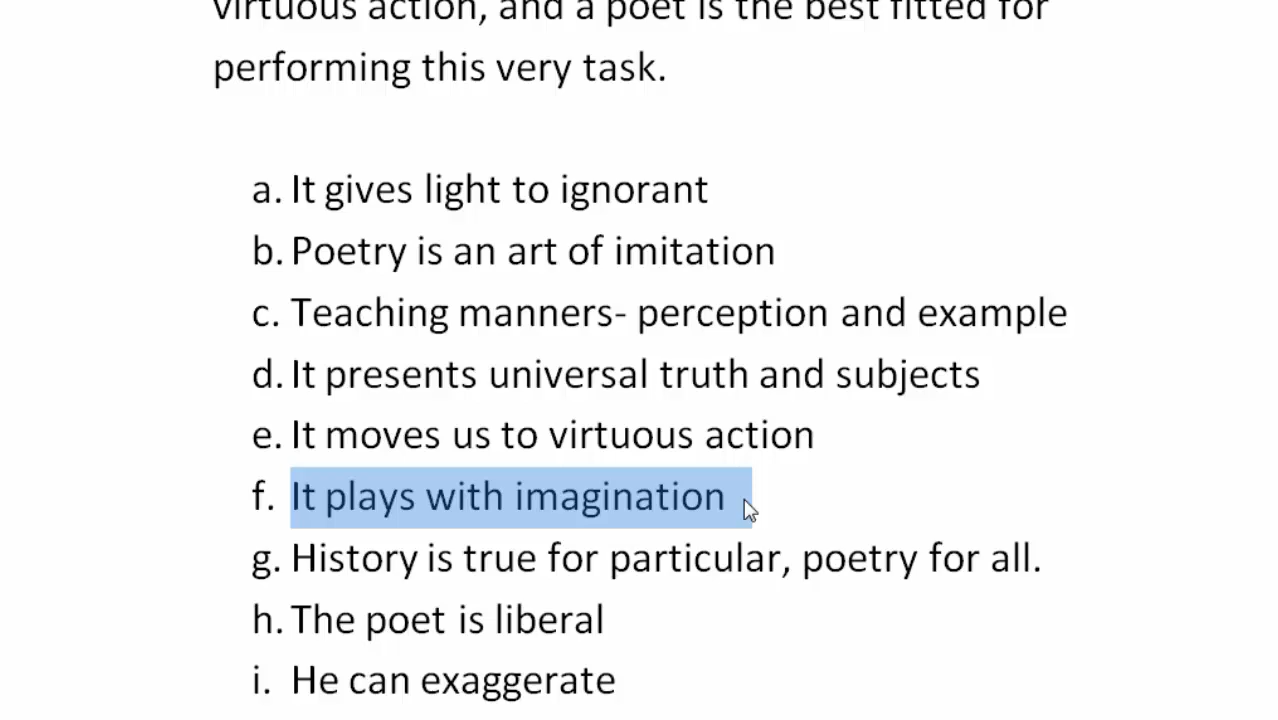 virtuous action, and a poet is the best fitted for
performing this very task.
a. It gives light to ignorant
b. Poetry is an art of imitation
c. Teaching manners- perception and example
d. It presents universal truth and subjects
e. It moves us to virtuous action
f. It plays with imagination
g. History is true for particular, poetry for all.
h. The poet is liberal
i. He can exaggerate